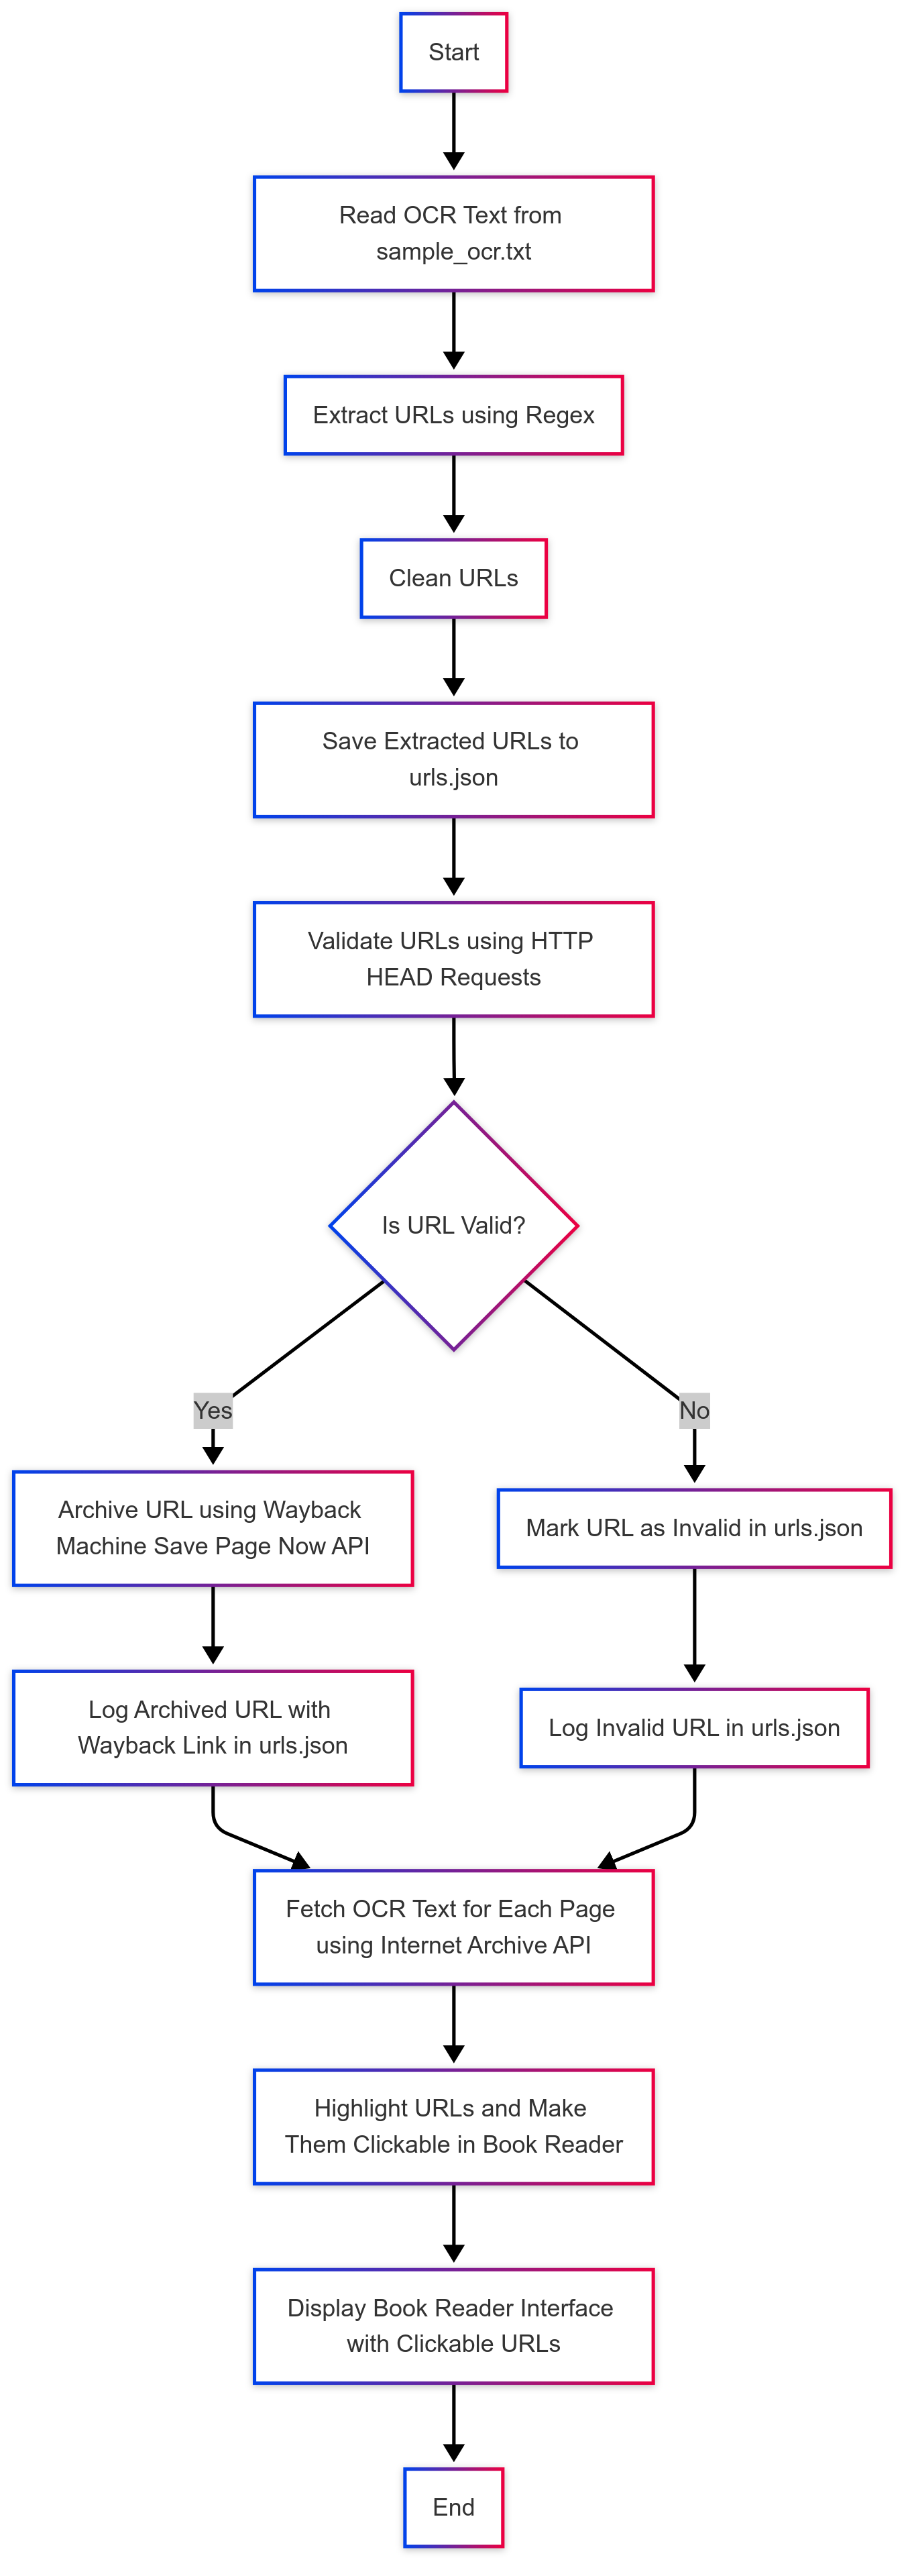 Start
Read OCR Text from
sample_ocr.txt
Extract URLs using Regex
Clean URLs
Save Extracted URLs to
urls.json
Validate URLs using HTTP
HEAD Requests
Is URL Valid?
Yes
No
Archive URL using Wayback
Machine Save Page Now API
Mark URL as Invalid in urls.json
Log Archived URL with
Wayback Link in urls.json
Log Invalid URL in urls.json
Fetch OCR Text for Each Page
using Internet Archive API
Highlight URLs and Make
Them Clickable in Book Reader
Display Book Reader Interface
with Clickable URLs
End